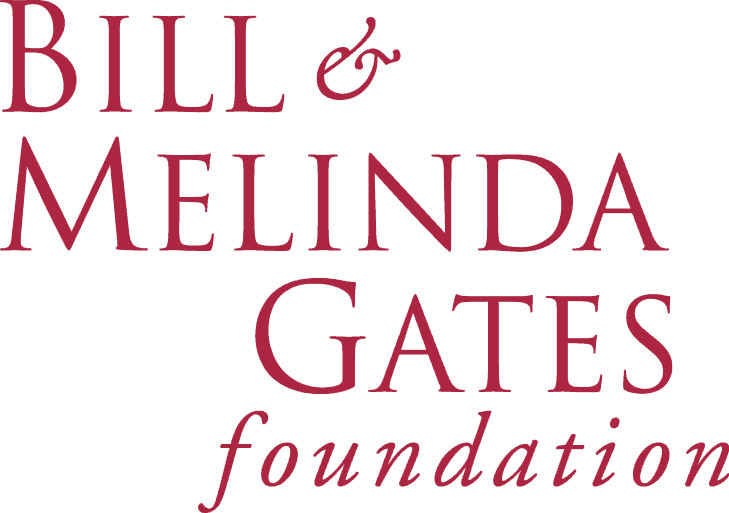 BILL &
MELINDA
GATES
foundation